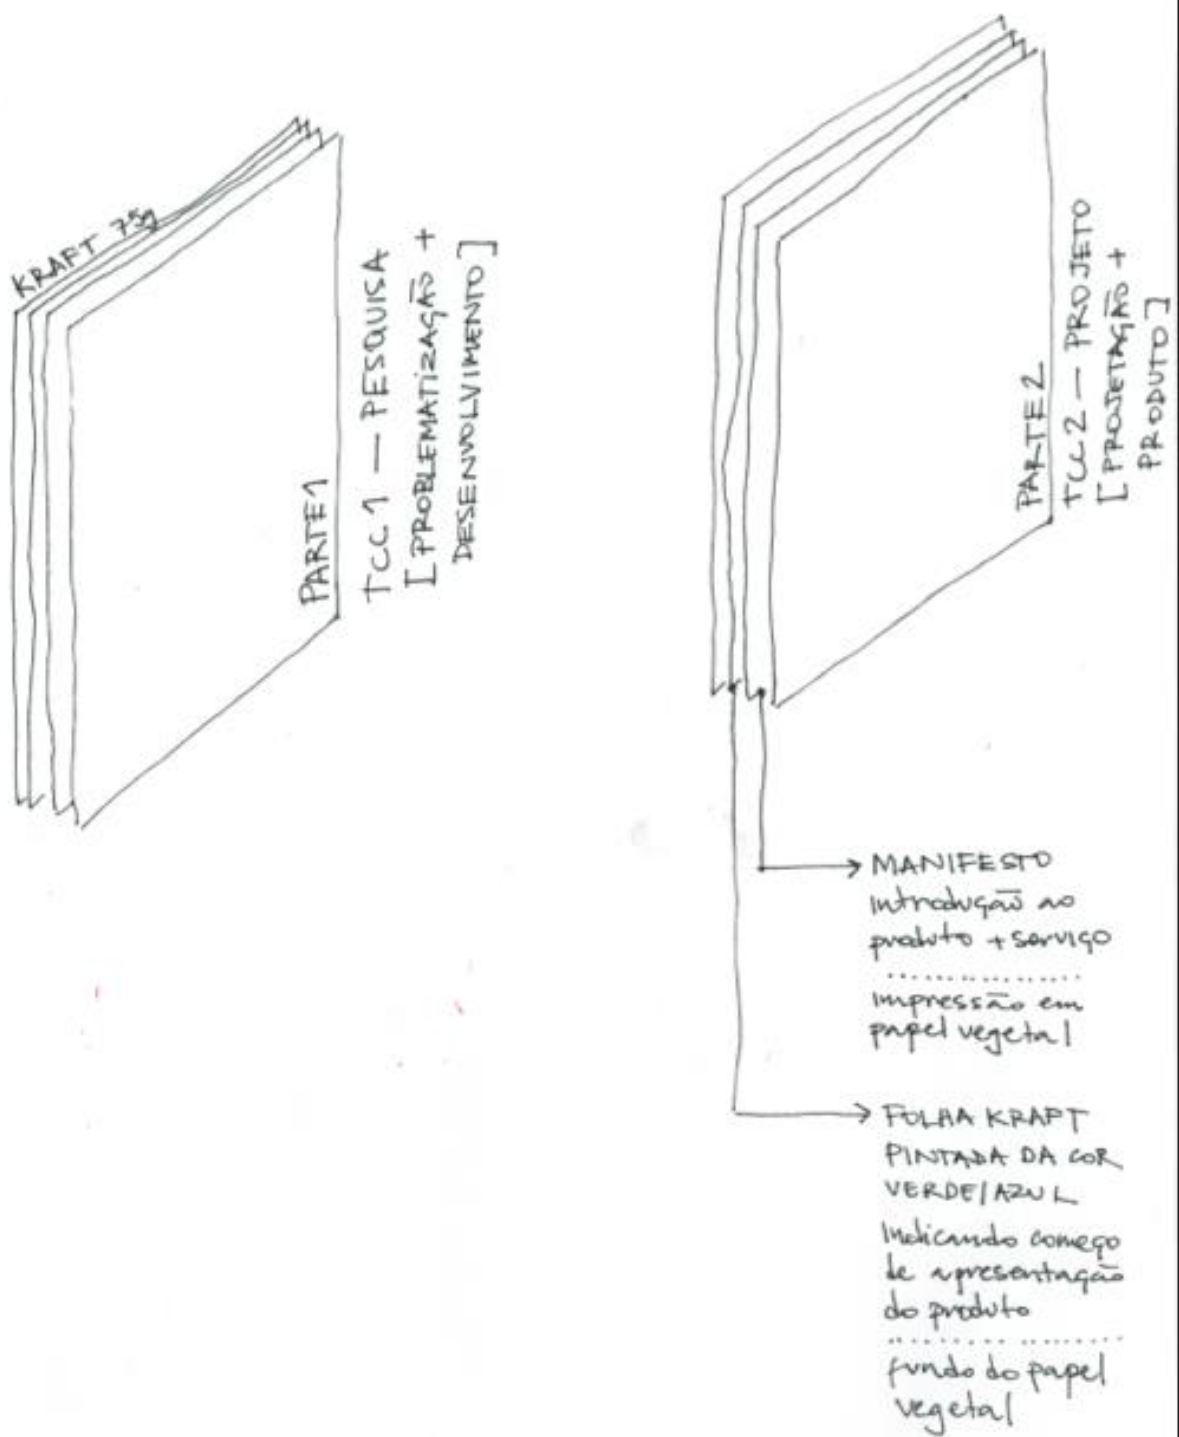 KRAFT 75g
PARTE 1
TCC 1 — PESQUISA
[PROBLEMATIZAÇÃO +
DESENVOLVIMENTO]
PARTE 2
TCC 2 — PROJETO
[PROJETAÇÃO +
PRODUTO]
MANIFESTO
introdução ao
produto + serviço
impressão em
papel vegetal
FOLHA KRAFT
PINTADA DA COR
VERDE/AZUL
Indicando começo
de apresentação
do produto
fundo do papel
vegetal